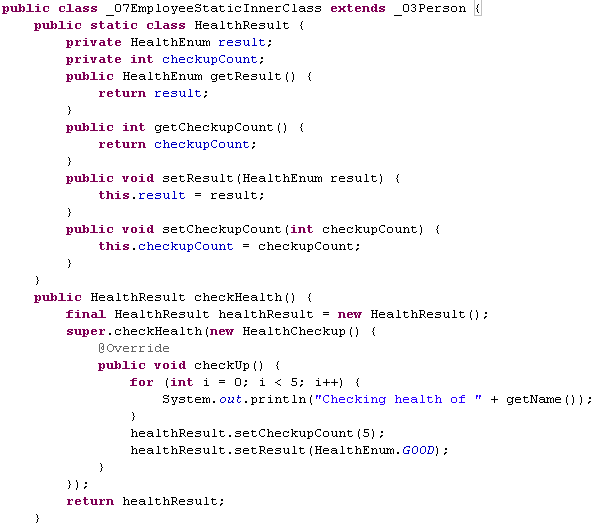 public class _07EmployeeStaticInnerClass extends _03Person {
    public static class HealthResult {
        private HealthEnum result;
        private int checkupCount;
        public HealthEnum getResult() {
            return result;
        }
        public int getCheckupCount() {
            return checkupCount;
        }
        public void setResult(HealthEnum result) {
            this.result = result;
        }
        public void setCheckupCount(int checkupCount) {
            this.checkupCount = checkupCount;
        }
    }
    public HealthResult checkHealth() {
        final HealthResult healthResult = new HealthResult();
        super.checkHealth(new HealthCheckup() {
            @Override
            public void checkUp() {
                for (int i = 0; i < 5; i++) {
                    System.out.println("Checking health of " + getName());
                }
                healthResult.setCheckupCount(5);
                healthResult.setResult(HealthEnum.GOOD);
            }
        });
        return healthResult;
    }